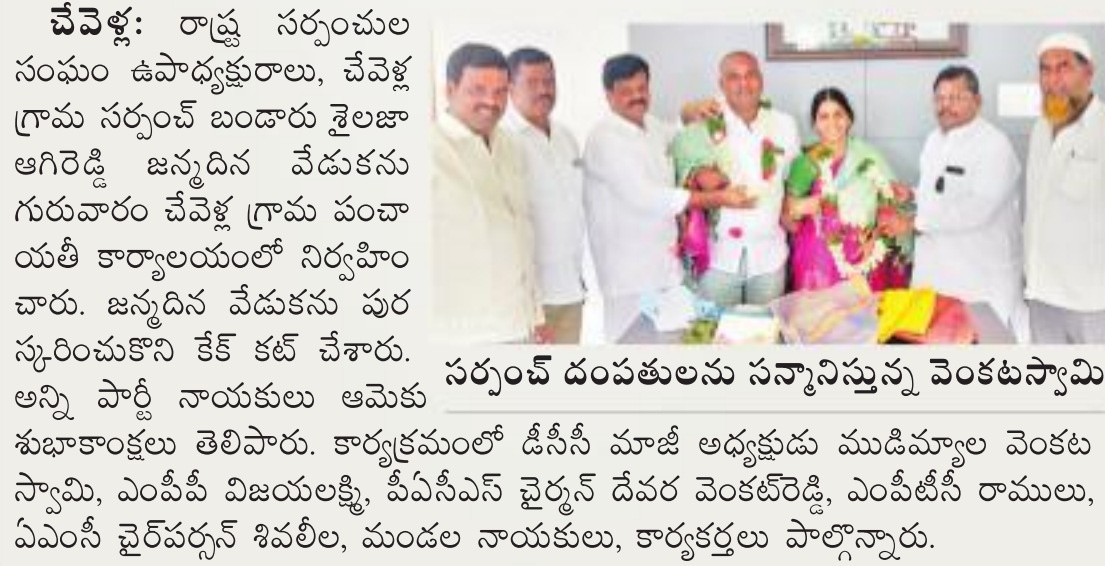 చేవెళ్ల: రాష్ట్ర సర్పంచుల
సంఘం ఉపాధ్యక్షురాలు, చేవెళ్ల
గ్రామ సర్పంచ్ బండారు శైలజా
ఆగిరెడ్డి జన్మదిన వేడుకను
గురువారం చేవెళ్ల గ్రామ పంచా
యతీ కార్యాలయంలో నిర్వహిం
చారు. జన్మదిన వేడుకను పుర
స్కరించుకొని కేక్ కట్ చేశారు.
అన్ని పార్టీ నాయకులు ఆమెకు
శుభాకాంక్షలు తెలిపారు. కార్యక్రమంలో డీసీసీ మాజీ అధ్యక్షుడు ముడిమ్యాల వెంకట
స్వామి, ఎంపీపీ విజయలక్ష్మి, పీఏసీఎస్ చైర్మన్ దేవర వెంకట్‌రెడ్డి, ఎంపీటీసీ రాములు,
ఏఎంసీ చైర్‌పర్సన్ శివలీల, మండల నాయకులు, కార్యకర్తలు పాల్గొన్నారు.
సర్పంచ్ దంపతులను సన్మానిస్తున్న వెంకటస్వామి